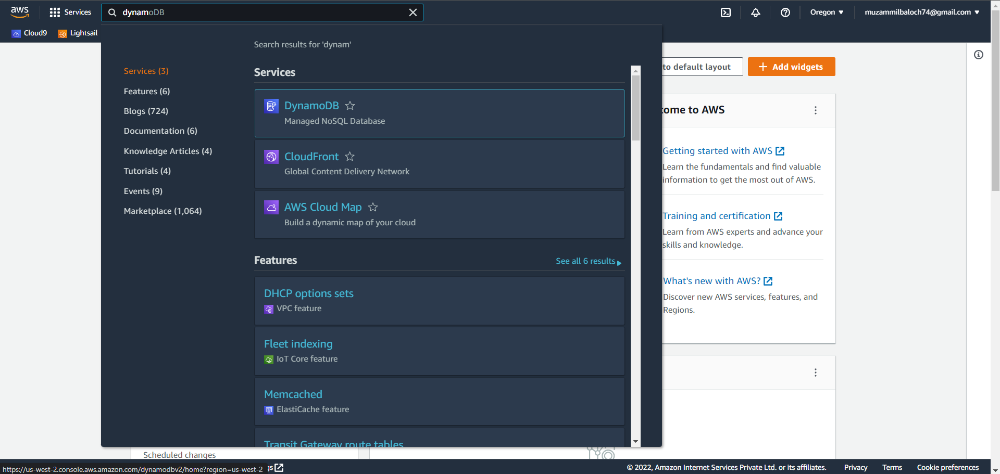 aws
Services
dynamoDB
Oregon ▼
muzammilbaloch74@gmail.com ▼
Cloud9
Lightsail
Search results for 'dynam'
Services (3)
Features (6)
Blogs (724)
Documentation (6)
Knowledge Articles (4)
Tutorials (4)
Events (9)
Marketplace (1,064)
Services
DynamoDB
Managed NoSQL Database
CloudFront
Global Content Delivery Network
AWS Cloud Map
Build a dynamic map of your cloud
Features
See all 6 results
DHCP options sets
VPC feature
Fleet indexing
IoT Core feature
Memcached
ElastiCache feature
Transit Gateway route tables
to default layout
+ Add widgets
come to AWS
Getting started with AWS
Learn the fundamentals and find valuable
information to get the most out of AWS.
Training and certification
Learn from AWS experts and advance your
skills and knowledge.
What's new with AWS?
Discover new AWS services, features, and
Regions.
Scheduled changes
https://us-west-2.console.aws.amazon.com/dynamodbv2/home?region=us-west-2
gs
© 2022, Amazon Internet Services Private Ltd. or its affiliates.
Privacy
Terms
Cookie preferences